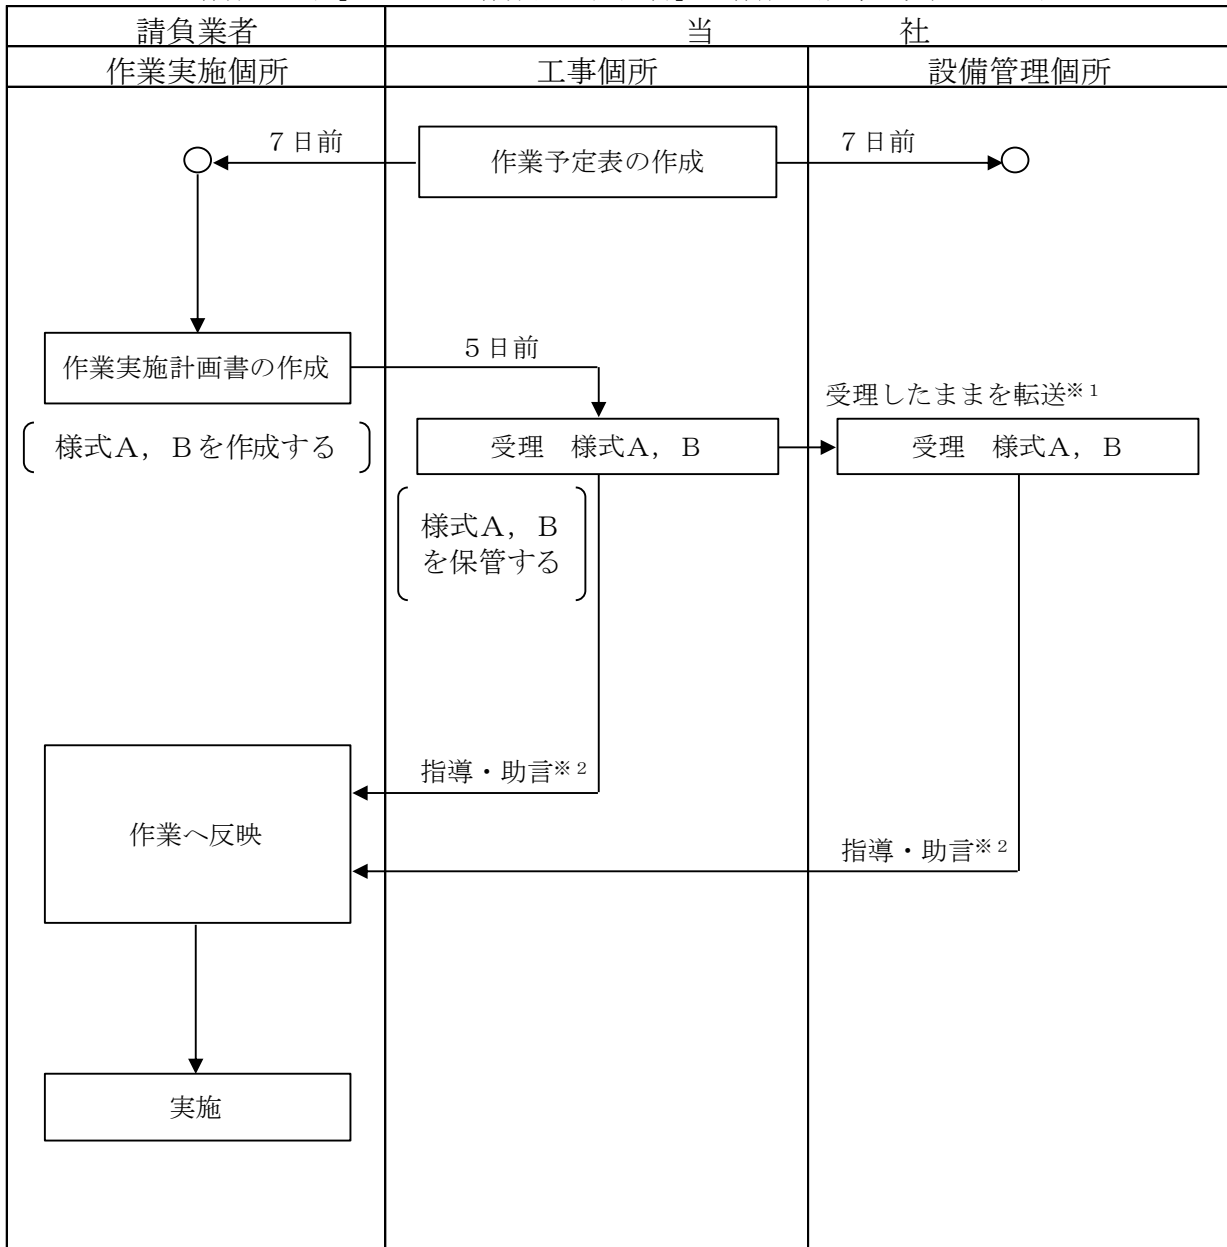 請負業者
当 社
作業実施個所
工事個所
設備管理個所
7日前
作業予定表の作成
7日前
作業実施計画書の作成
5日前
様式A，Bを作成する
受理したままを転送※1
受理 様式A，B
受理 様式A，B
様式A，B
を保管する
指導・助言※2
作業へ反映
指導・助言※2
実施